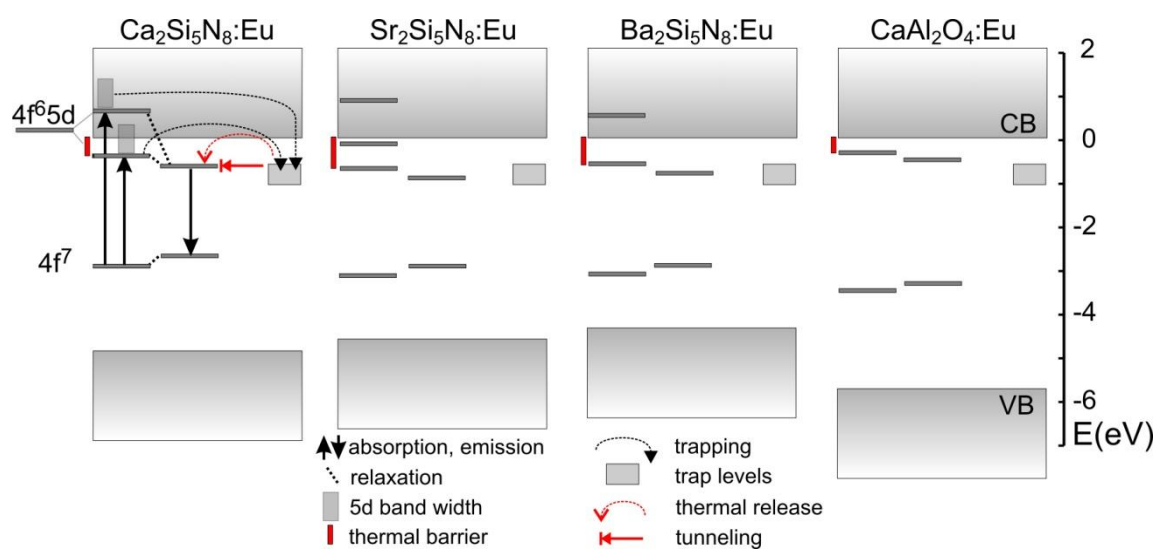 Ca₂Si₅N₈:Eu
Sr₂Si₅N₈:Eu
Ba₂Si₅N₈:Eu
CaAl₂O₄:Eu
2
4f⁶5d
CB
0
-2
4f⁷
-4
-6
VB
E(eV)
absorption, emission
relaxation
5d band width
thermal barrier
trapping
trap levels
thermal release
tunneling